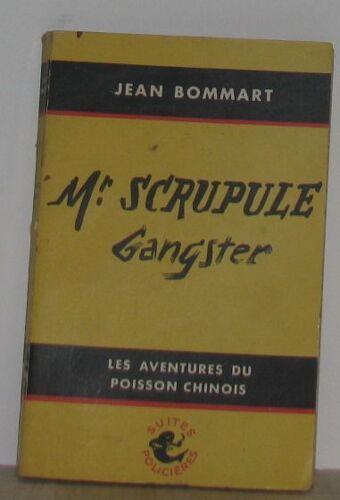 JEAN BOMMART
Mr. SCRUPULE
Gangster
LES AVENTURES DU
POISSON CHINOIS
SUITES
POLICIÈRES